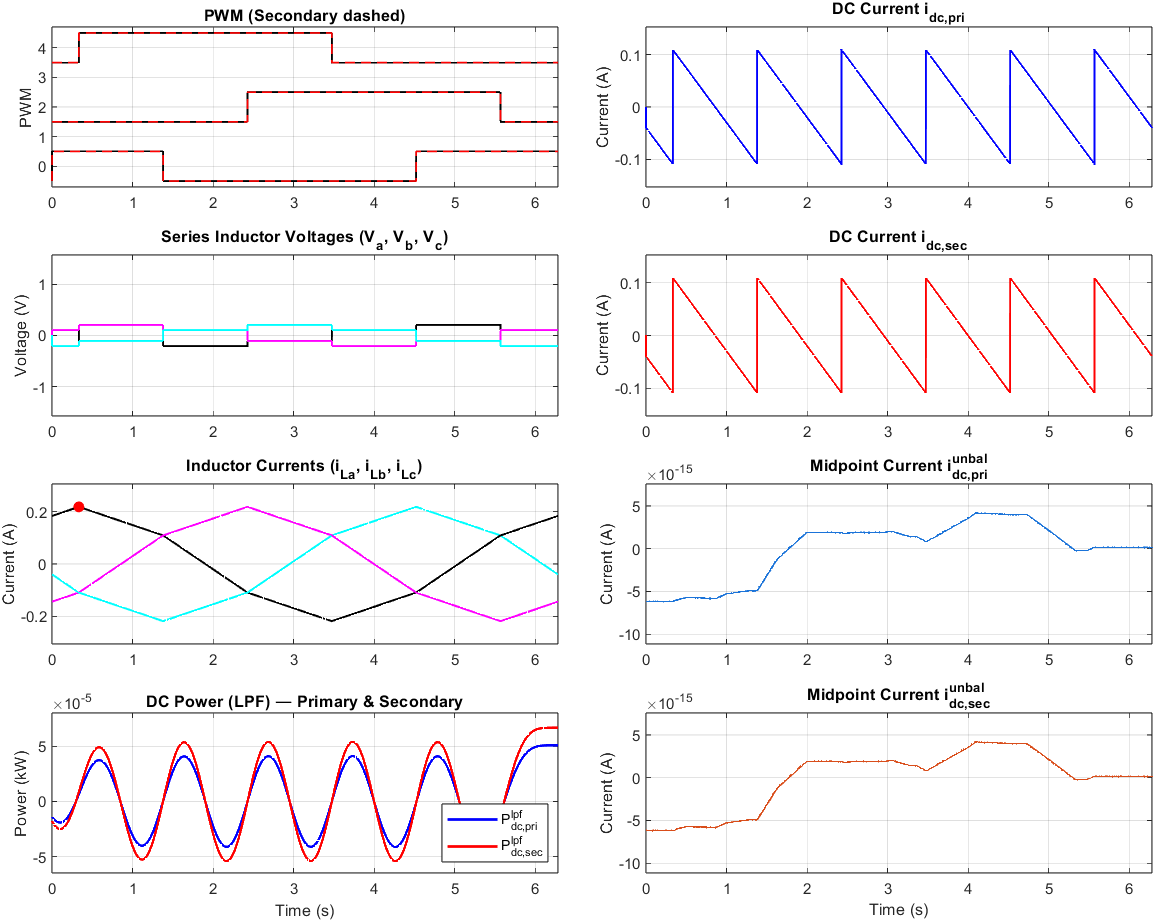 PWM (Secondary dashed)
PWM
4
3
2
1
0
0 1 2 3 4 5 6
DC Current i_dc,pri
Current (A)
0.1
0
-0.1
0 1 2 3 4 5 6
Series Inductor Voltages (V_a, V_b, V_c)
Voltage (V)
1
0
-1
0 1 2 3 4 5 6
DC Current i_dc,sec
Current (A)
0.1
0
-0.1
0 1 2 3 4 5 6
Inductor Currents (i_La, i_Lb, i_Lc)
Current (A)
0.2
0
-0.2
0 1 2 3 4 5 6
Midpoint Current i^unbal_dc,pri
×10^-15
Current (A)
5
0
-5
-10
0 1 2 3 4 5 6
DC Power (LPF) — Primary & Secondary
×10^-5
Power (kW)
5
0
-5
P^lpf_dc,pri
P^lpf_dc,sec
0 1 2 3 4 5 6
Time (s)
Midpoint Current i^unbal_dc,sec
×10^-15
Current (A)
5
0
-5
-10
0 1 2 3 4 5 6
Time (s)